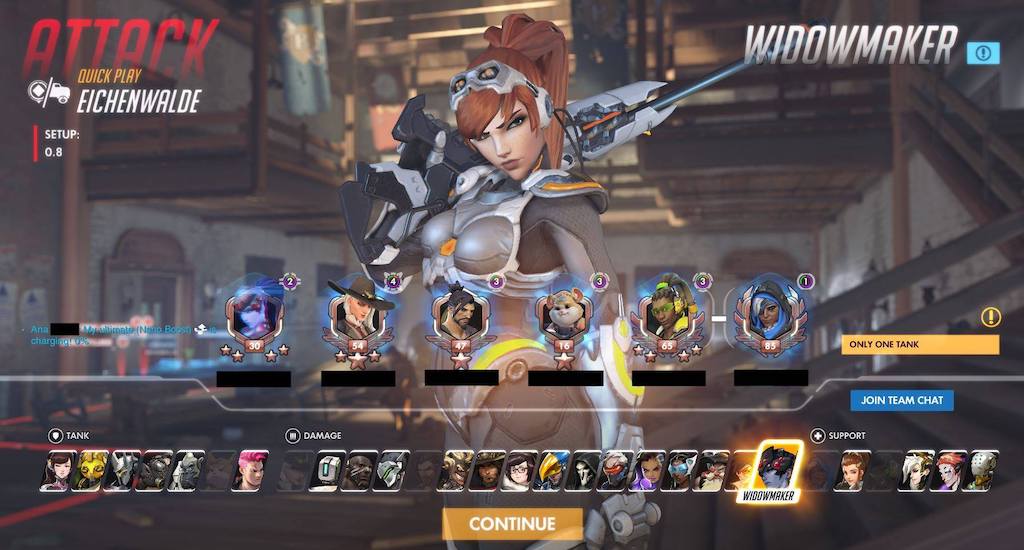 ATTACK
QUICK PLAY
EICHENWALDE
SETUP:
0.8
WIDOWMAKER
2
4
3
3
3
1
30
54
47
16
65
85
Ana My ultimate (Nano Boost) is
charging! 0%
ONLY ONE TANK
JOIN TEAM CHAT
TANK
DAMAGE
SUPPORT
WIDOWMAKER
CONTINUE